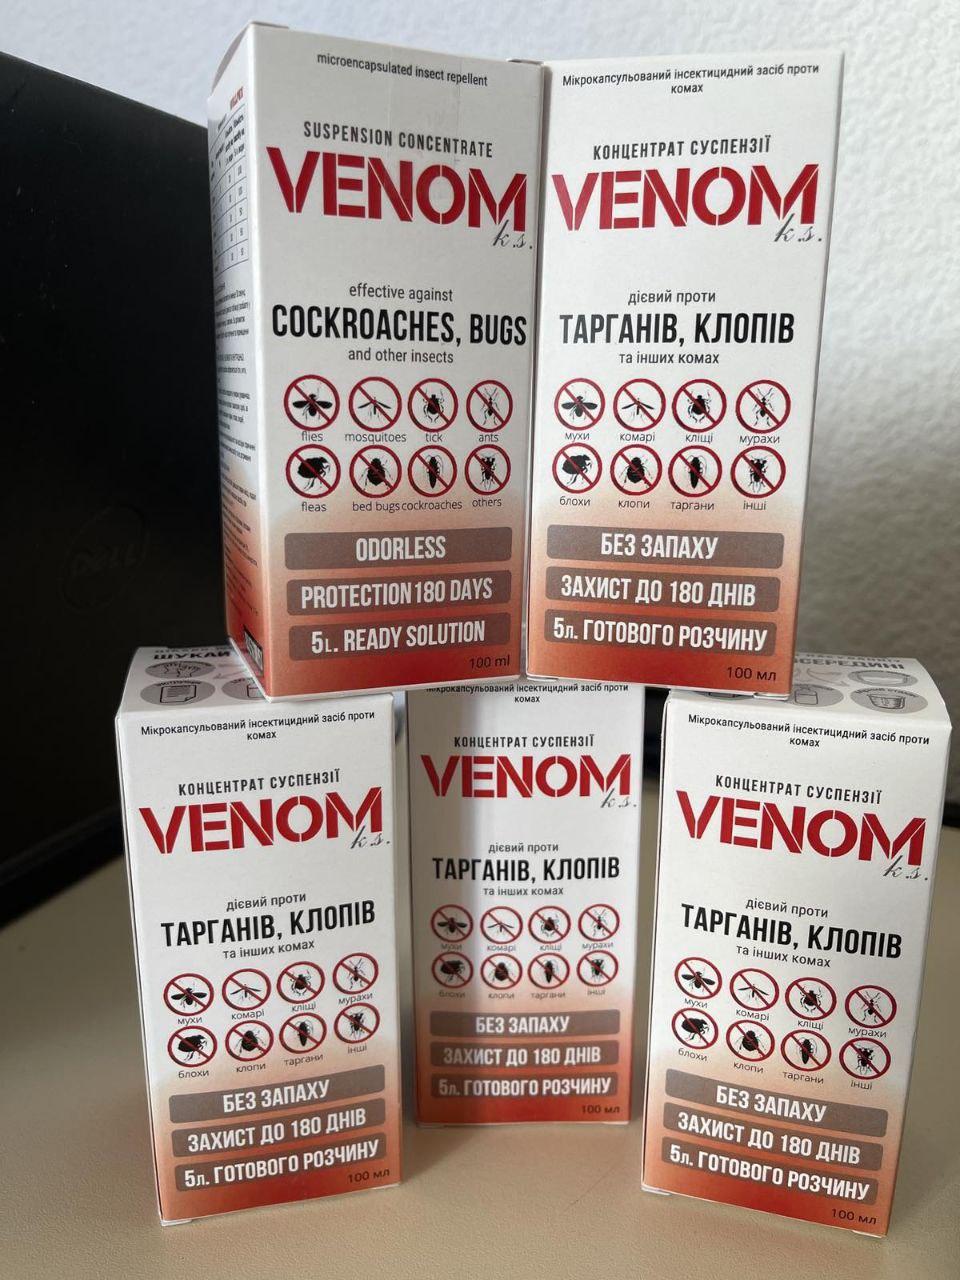 microencapsulated insect repellent
SUSPENSION CONCENTRATE
VENOM
k.s.
effective against
COCKROACHES, BUGS
and other insects
flies mosquitoes tick ants
fleas bed bugs cockroaches others
ODORLESS
PROTECTION 180 DAYS
5L. READY SOLUTION
100 ml
Мікрокапсульований інсектицидний засіб проти
комах
КОНЦЕНТРАТ СУСПЕНЗІЇ
VENOM
k.s.
дієвий проти
ТАРГАНІВ, КЛОПІВ
та інших комах
мухи комарі кліщі мурахи
блохи клопи таргани інші
БЕЗ ЗАПАХУ
ЗАХИСТ ДО 180 ДНІВ
5л. ГОТОВОГО РОЗЧИНУ
100 мл
ШУКАЙ
Мікрокапсульований інсектицидний засіб проти
комах
КОНЦЕНТРАТ СУСПЕНЗІЇ
VENOM
k.s.
дієвий проти
ТАРГАНІВ, КЛОПІВ
та інших комах
мухи комарі кліщі мурахи
блохи клопи таргани інші
БЕЗ ЗАПАХУ
ЗАХИСТ ДО 180 ДНІВ
5л. ГОТОВОГО РОЗЧИНУ
100 мл
Мікрокапсульований інсектицидний засіб проти
комах
КОНЦЕНТРАТ СУСПЕНЗІЇ
VENOM
k.s.
дієвий проти
ТАРГАНІВ, КЛОПІВ
та інших комах
мухи комарі кліщі мурахи
блохи клопи таргани інші
БЕЗ ЗАПАХУ
ЗАХИСТ ДО 180 ДНІВ
5л. ГОТОВОГО РОЗЧИНУ
100 мл
Мікрокапсульований інсектицидний засіб проти
комах
КОНЦЕНТРАТ СУСПЕНЗІЇ
VENOM
k.s.
дієвий проти
ТАРГАНІВ, КЛОПІВ
та інших комах
мухи комарі кліщі мурахи
блохи клопи таргани інші
БЕЗ ЗАПАХУ
ЗАХИСТ ДО 180 ДНІВ
5л. ГОТОВОГО РОЗЧИНУ
100 мл
DELL